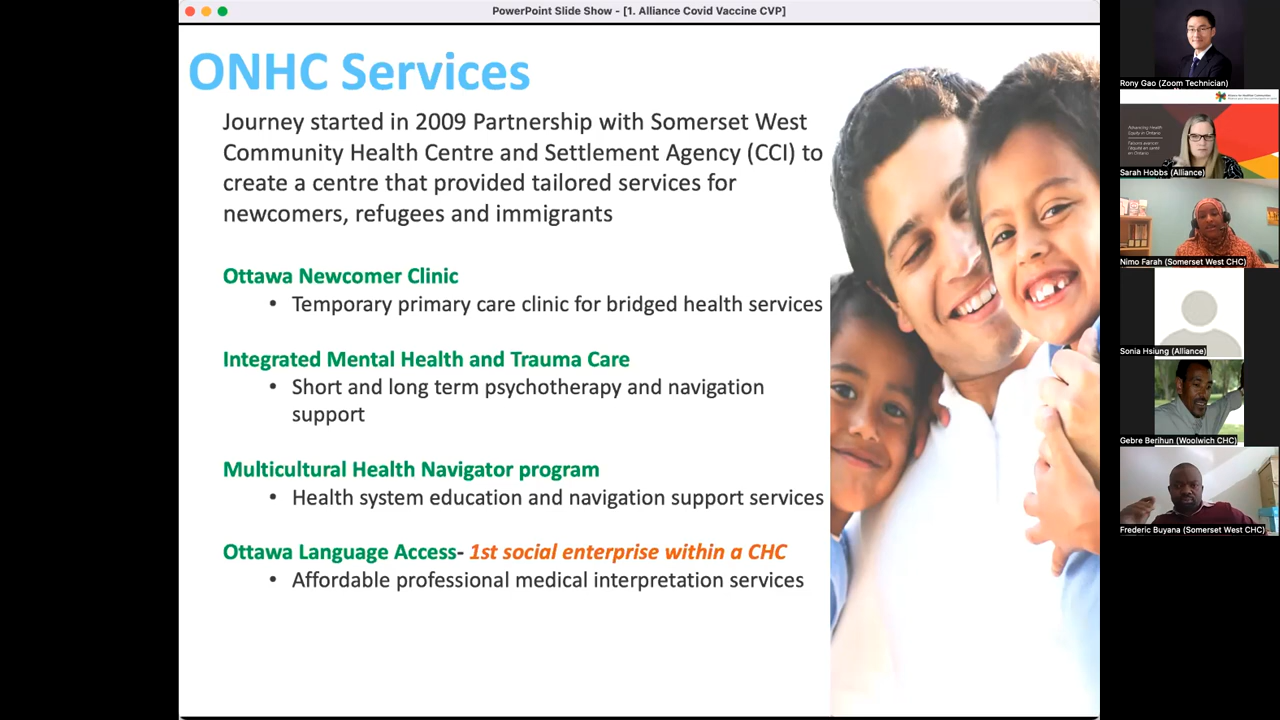 PowerPoint Slide Show - [1. Alliance Covid Vaccine CVP]
ONHC Services
Journey started in 2009 Partnership with Somerset West
Community Health Centre and Settlement Agency (CCI) to
create a centre that provided tailored services for
newcomers, refugees and immigrants
Ottawa Newcomer Clinic
• Temporary primary care clinic for bridged health services
Integrated Mental Health and Trauma Care
• Short and long term psychotherapy and navigation
support
Multicultural Health Navigator program
• Health system education and navigation support services
Ottawa Language Access- 1st social enterprise within a CHC
• Affordable professional medical interpretation services
Rony Gao (Zoom Technician)
Advancing Health
Equity in Ontario
Sarah Hobbs (Alliance)
Nimo Farah (Somerset West CHC)
Sonia Hsiung (Alliance)
Gebre Berihun (Woolwich CHC)
Frederic Buyana (Somerset West CHC)